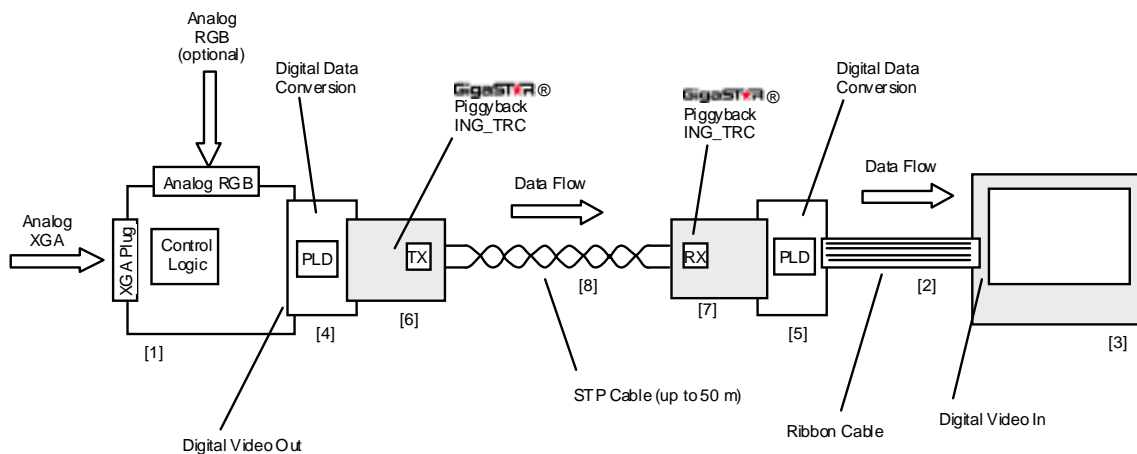 Analog
RGB
(optional)
Digital Data
Conversion
GigaSTAR®
Piggyback
ING_TRC
GigaSTAR®
Piggyback
ING_TRC
Digital Data
Conversion
Analog RGB
Data Flow
Data Flow
Analog
XGA
XGA Plug
Control
Logic
PLD
TX
RX
PLD
[8]
[2]
[1]
[4]
[6]
[7]
[5]
[3]
STP Cable (up to 50 m)
Digital Video Out
Ribbon Cable
Digital Video In